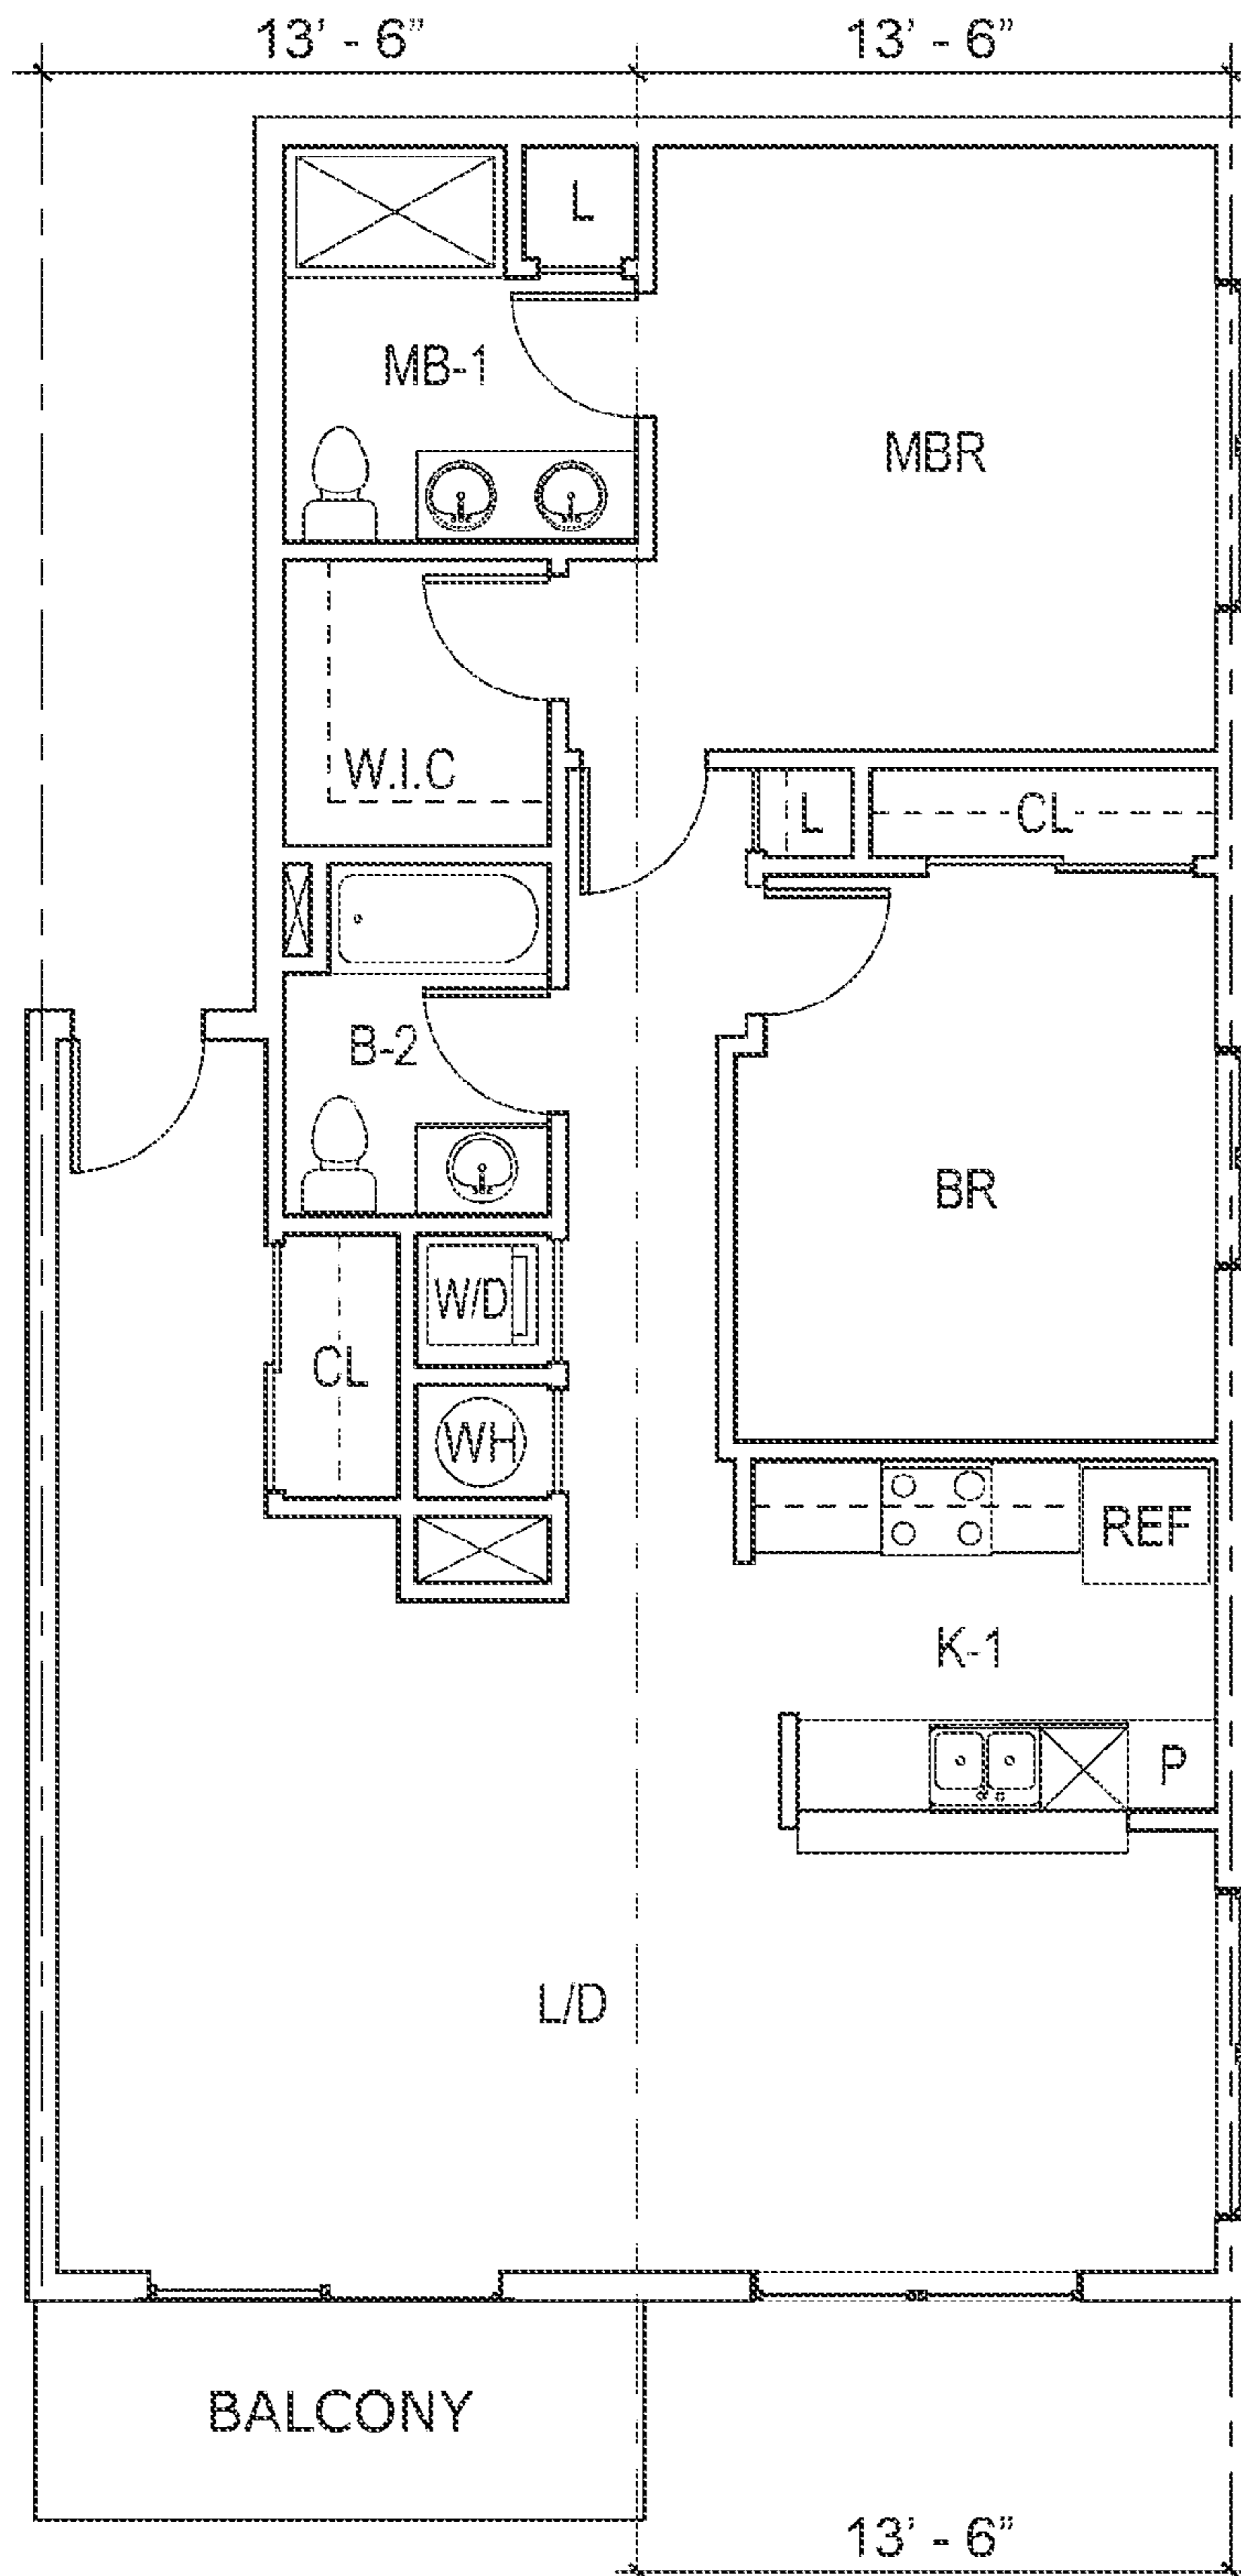 13' - 6” 13' - 6”
L
MB-1
MBR
W.I.C
L CL
B-2
BR
W/D
CL
WH
REF
K-1
P
L/D
BALCONY
13' - 6”